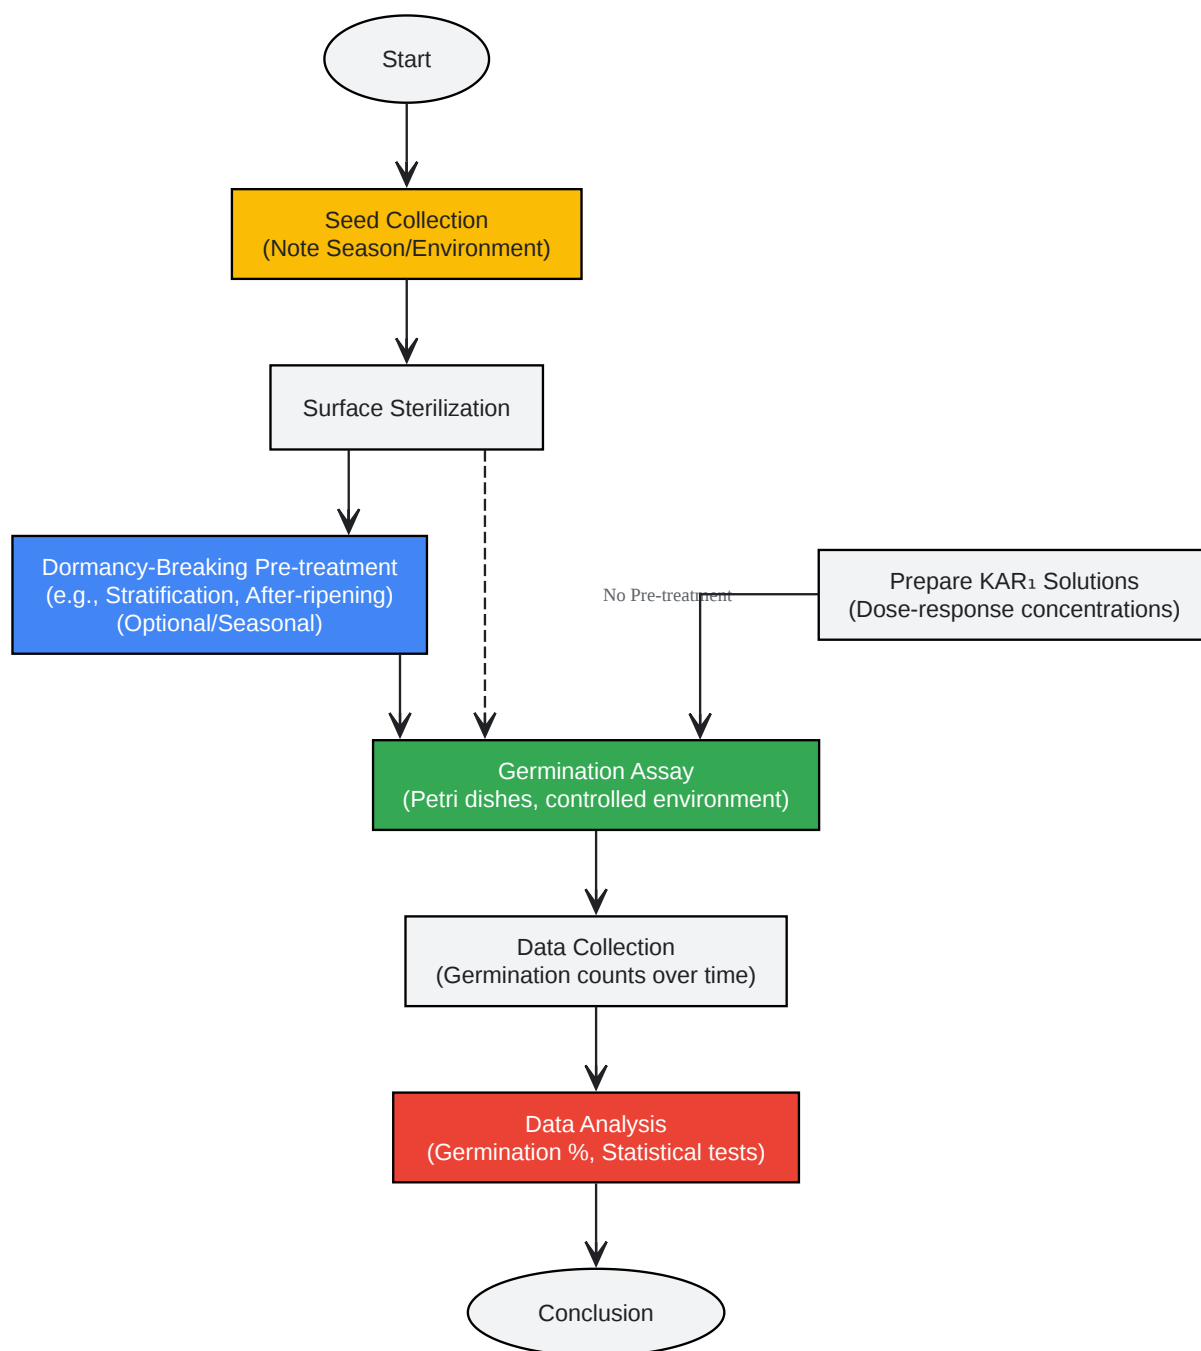 Start
Seed Collection
(Note Season/Environment)
Surface Sterilization
Dormancy-Breaking Pre-treatment
(e.g., Stratification, After-ripening)
(Optional/Seasonal)
No Pre-treatment
Prepare KAR₁ Solutions
(Dose-response concentrations)
Germination Assay
(Petri dishes, controlled environment)
Data Collection
(Germination counts over time)
Data Analysis
(Germination %, Statistical tests)
Conclusion